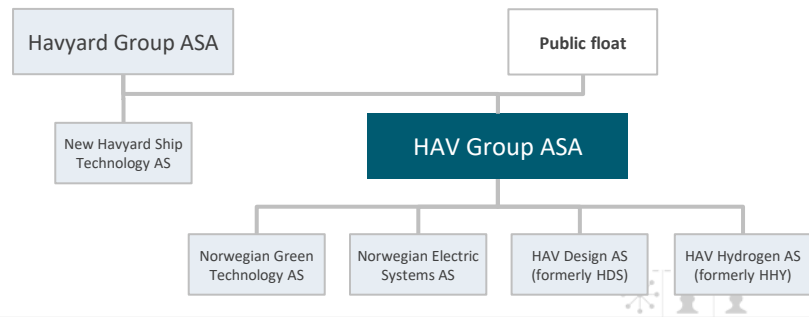 Havyard Group ASA
Public float
New Havyard Ship
Technology AS
HAV Group ASA
Norwegian Green
Technology AS
Norwegian Electric
Systems AS
HAV Design AS
(formerly HDS)
HAV Hydrogen AS
(formerly HHY)